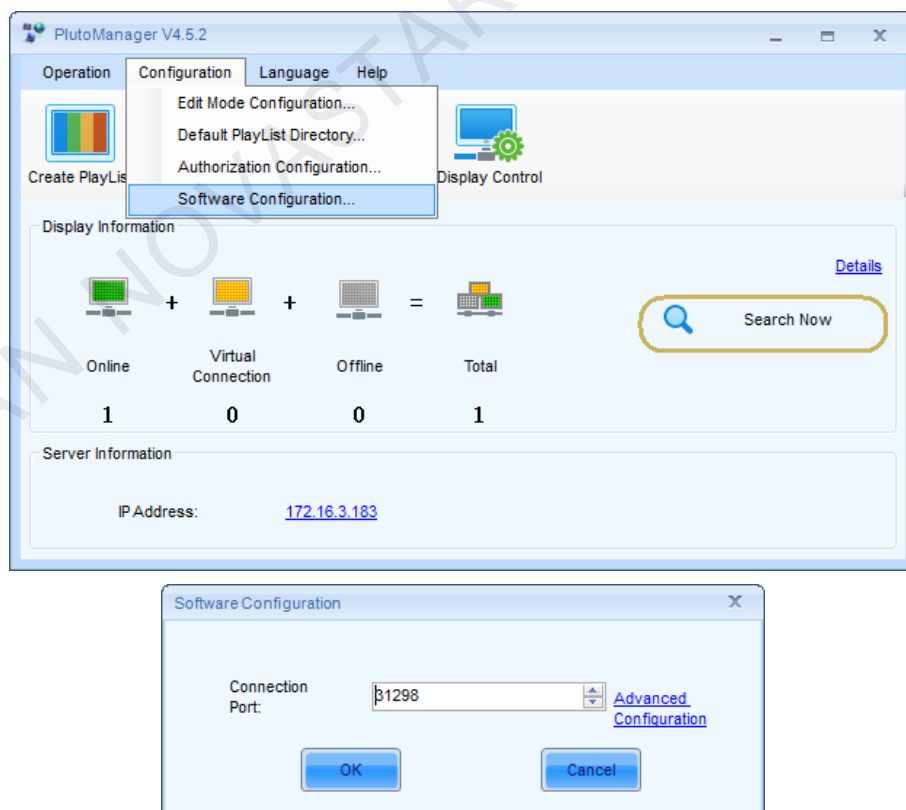 PlutoManager V4.5.2
Operation Configuration Language Help
Edit Mode Configuration...
Default PlayList Directory...
Authorization Configuration...
Software Configuration...
Create PlayLis
Display Control
Display Information
Details
+ + =
Search Now
Online
Virtual
Connection
Offline
Total
1 0 0 1
Server Information
IP Address: 172.16.3.183
Software Configuration
Connection
Port:
31298
Advanced
Configuration
OK Cancel
AN NOVASTAR